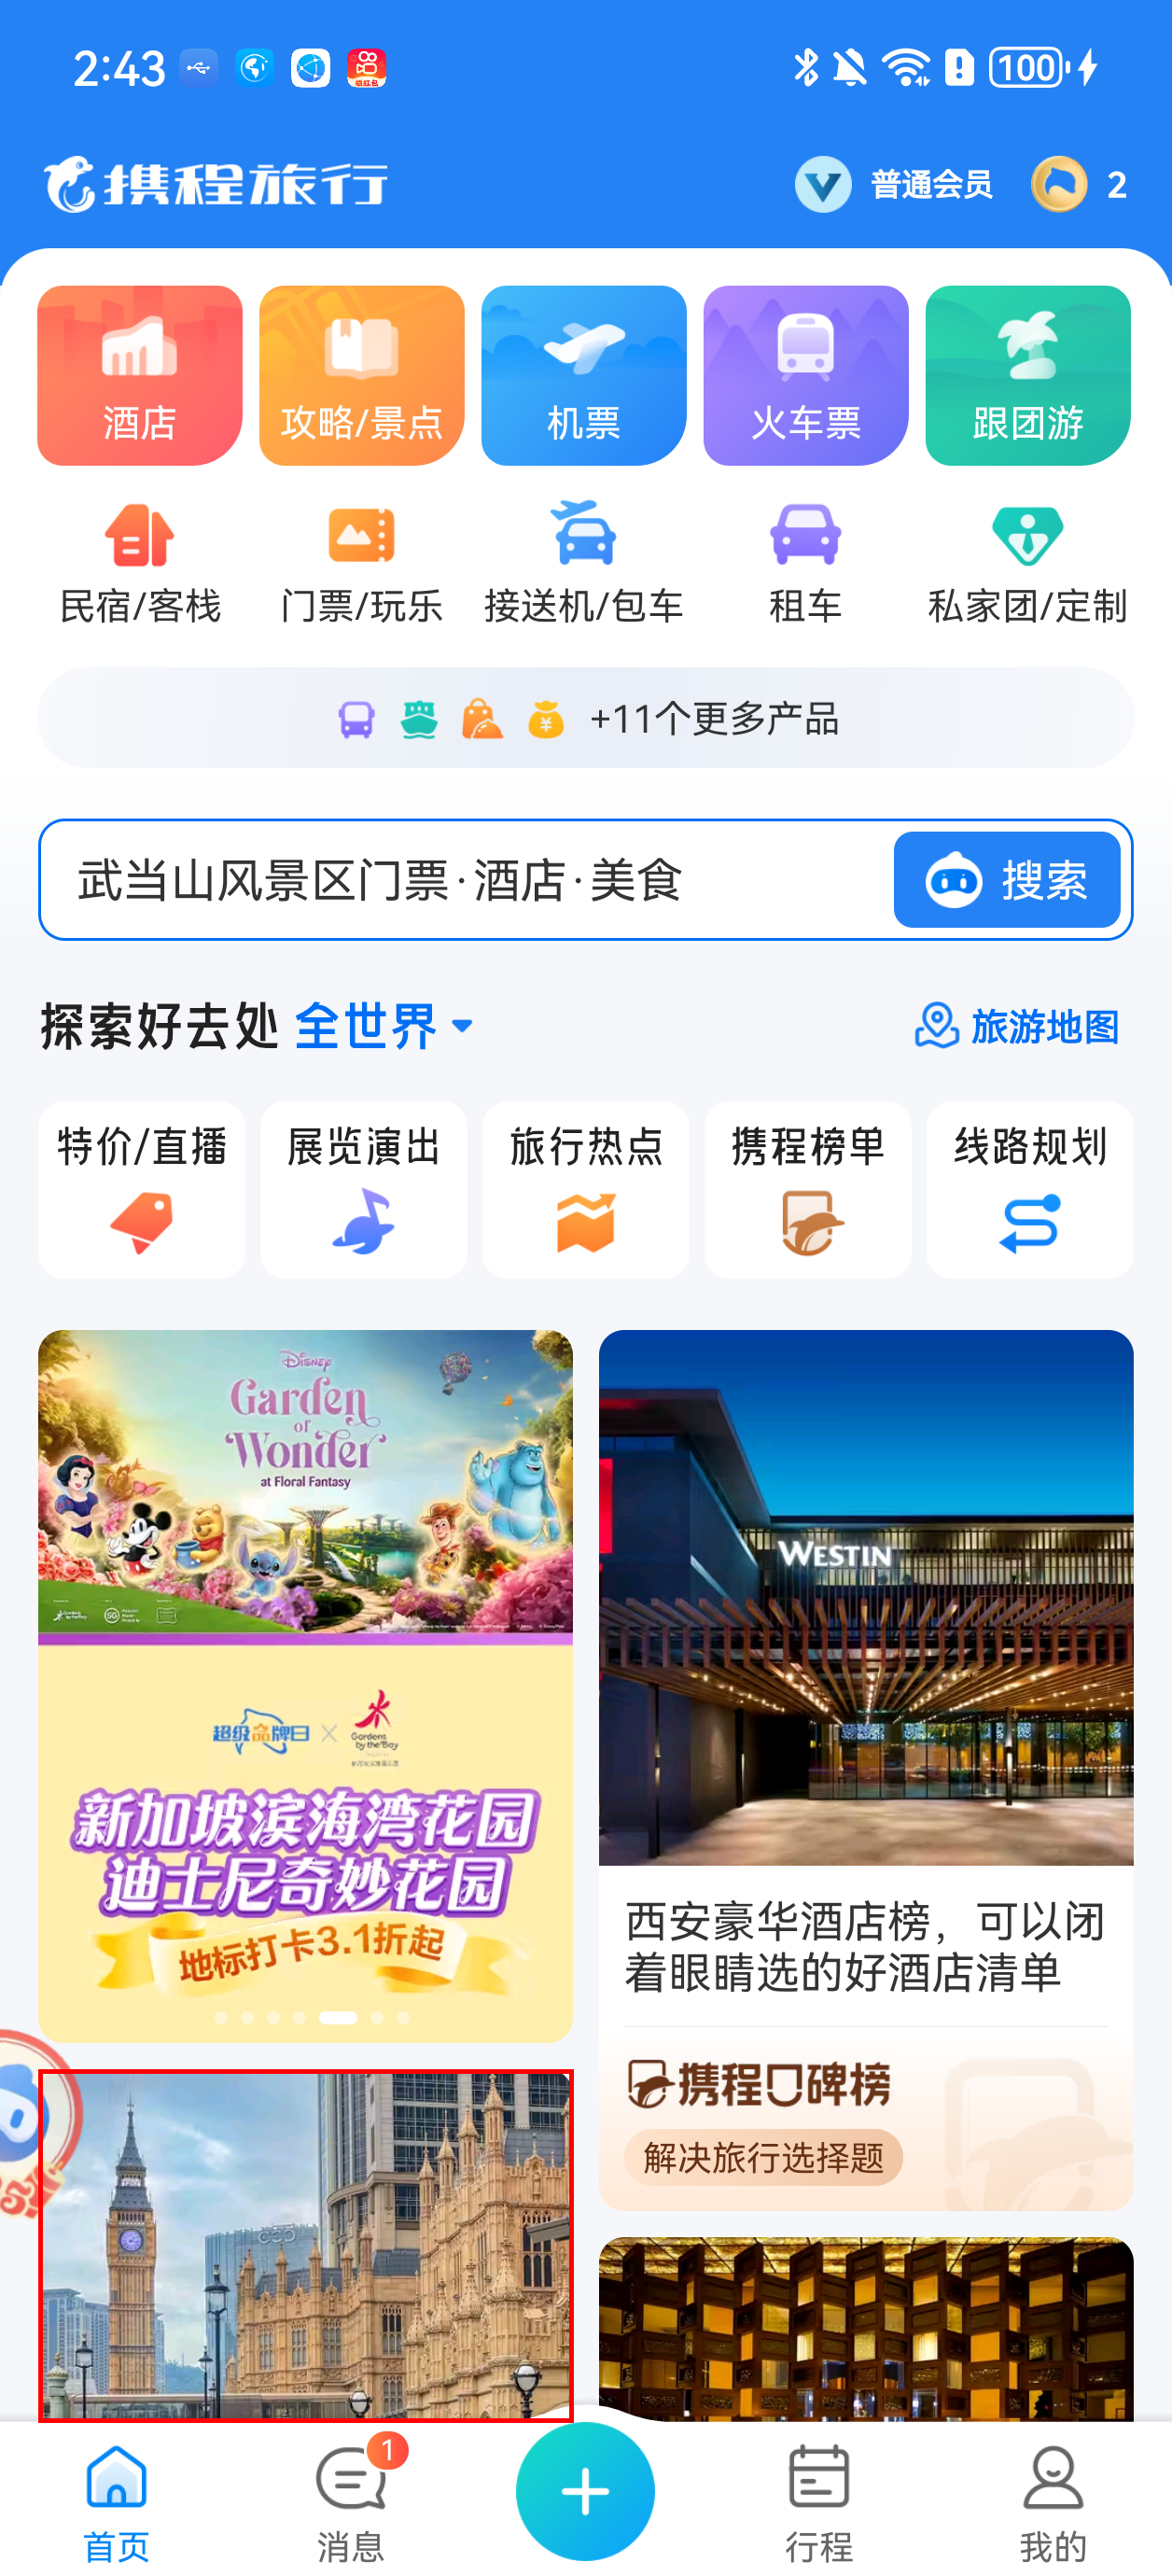 2:43
领红包
100
携程旅行
普通会员
2
酒店
攻略/景点
机票
火车票
跟团游
民宿/客栈
门票/玩乐
接送机/包车
租车
私家团/定制
+11个更多产品
武当山风景区门票·酒店·美食
搜索
探索好去处 全世界
旅游地图
特价/直播
展览演出
旅行热点
携程榜单
线路规划
Disney
Garden
of
Wonder
at Floral Fantasy
超级品牌日 × Gardens by the Bay
新加坡滨海湾花园
迪士尼奇妙花园
地标打卡3.1折起
WESTIN
西安豪华酒店榜，可以闭
着眼睛选的好酒店清单
携程口碑榜
解决旅行选择题
首页
消息
1
行程
我的